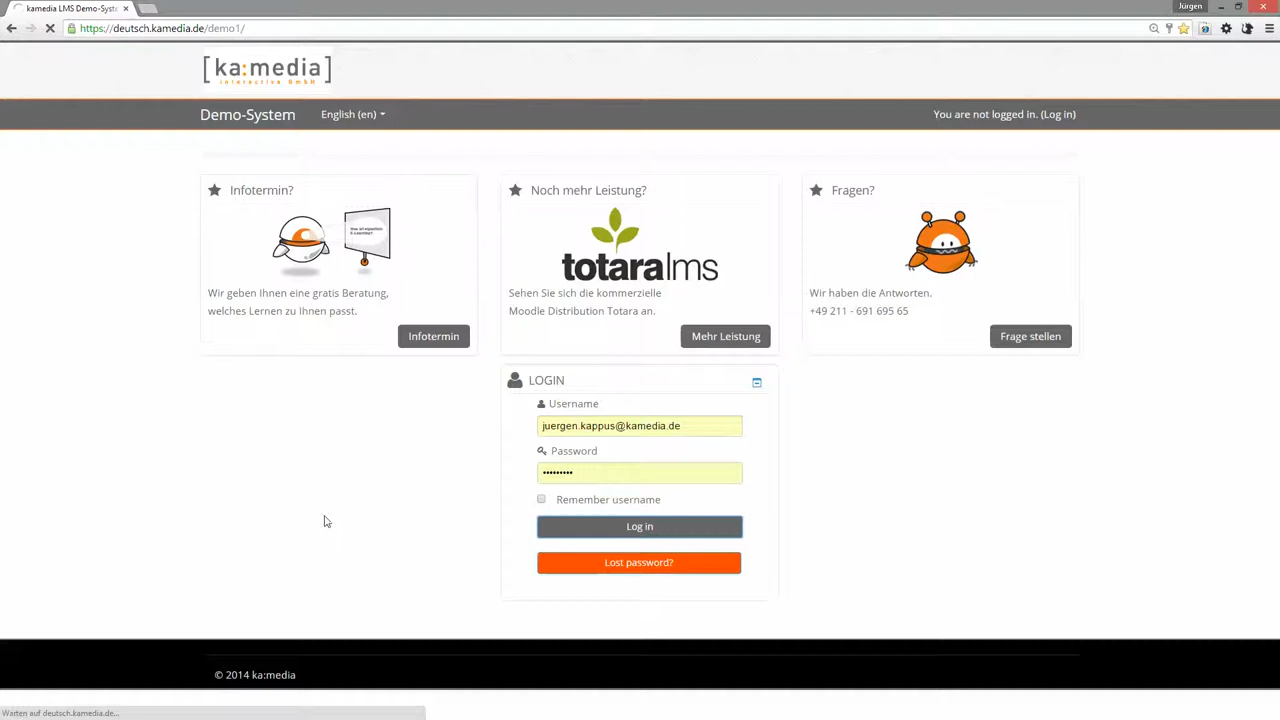 kamedia LMS Demo-Syst
Jürgen
https://deutsch.kamedia.de/demo1/
[ka:media]
interactive GmbH
Demo-System
English (en)
You are not logged in. (Log in)
Infotermin?
Wir geben Ihnen eine gratis Beratung,
welches Lernen zu Ihnen passt.
Infotermin
Noch mehr Leistung?
totaralms
Sehen Sie sich die kommerzielle
Moodle Distribution Totara an.
Mehr Leistung
Fragen?
Wir haben die Antworten.
+49 211 - 691 695 65
Frage stellen
LOGIN
Username
juergen.kappus@kamedia.de
Password
•••••••••
Remember username
Log in
Lost password?
© 2014 ka:media
Warten auf deutsch.kamedia.de...